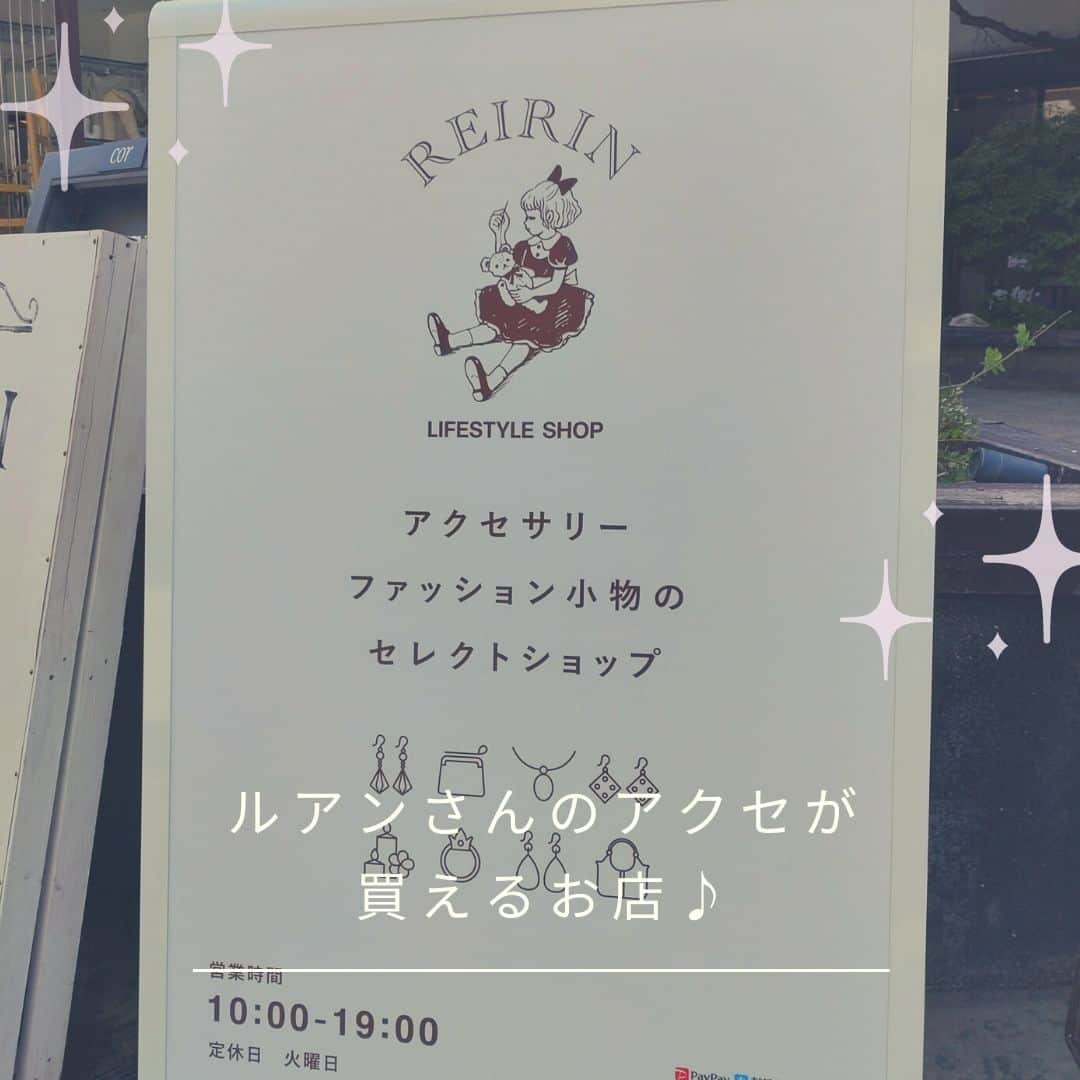 cor
REIRIN
LIFESTYLE SHOP
アクセサリー
ファッション小物の
セレクトショップ
ルアンさんのアクセが
買えるお店♪
営業時間
10:00-19:00
定休日 火曜日
PayPay